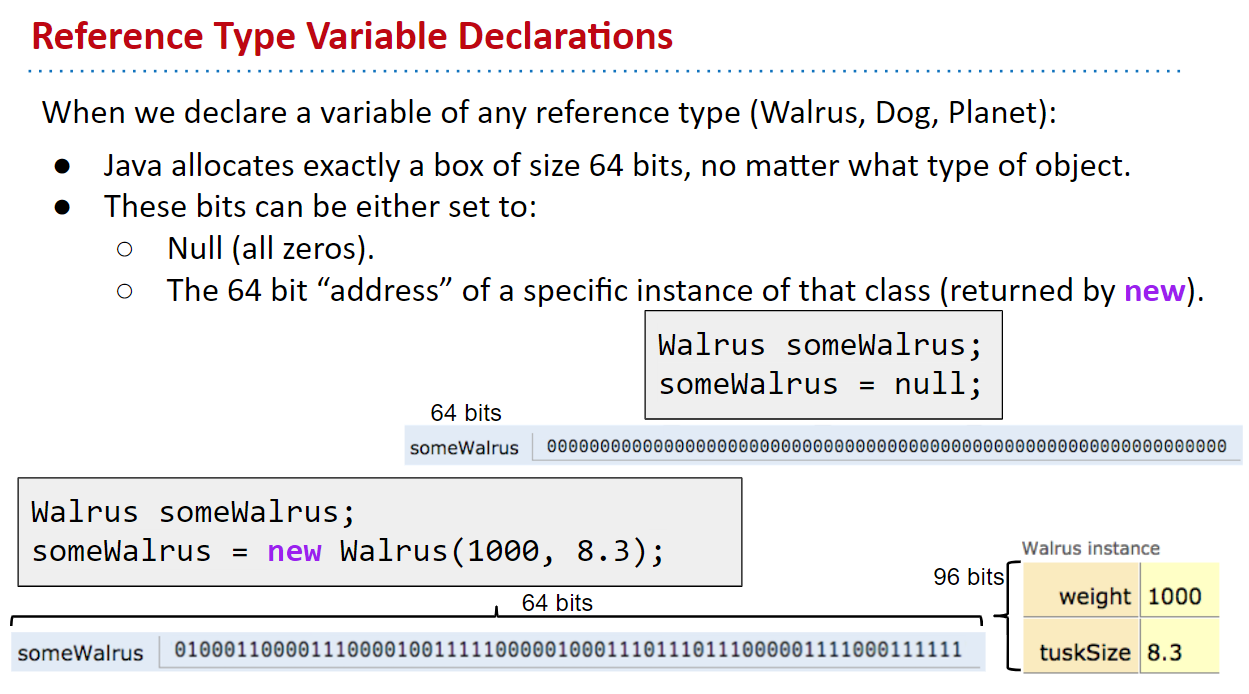 Reference Type Variable Declarations
When we declare a variable of any reference type (Walrus, Dog, Planet):
● Java allocates exactly a box of size 64 bits, no matter what type of object.
● These bits can be either set to:
○ Null (all zeros).
○ The 64 bit “address” of a specific instance of that class (returned by new).
Walrus someWalrus;
someWalrus = null;
64 bits
someWalrus 0000000000000000000000000000000000000000000000000000000000000000
Walrus someWalrus;
someWalrus = new Walrus(1000, 8.3);
64 bits
someWalrus 0100011000011100001001111100000100011101110111000001111000111111
Walrus instance
96 bits
weight 1000
tuskSize 8.3